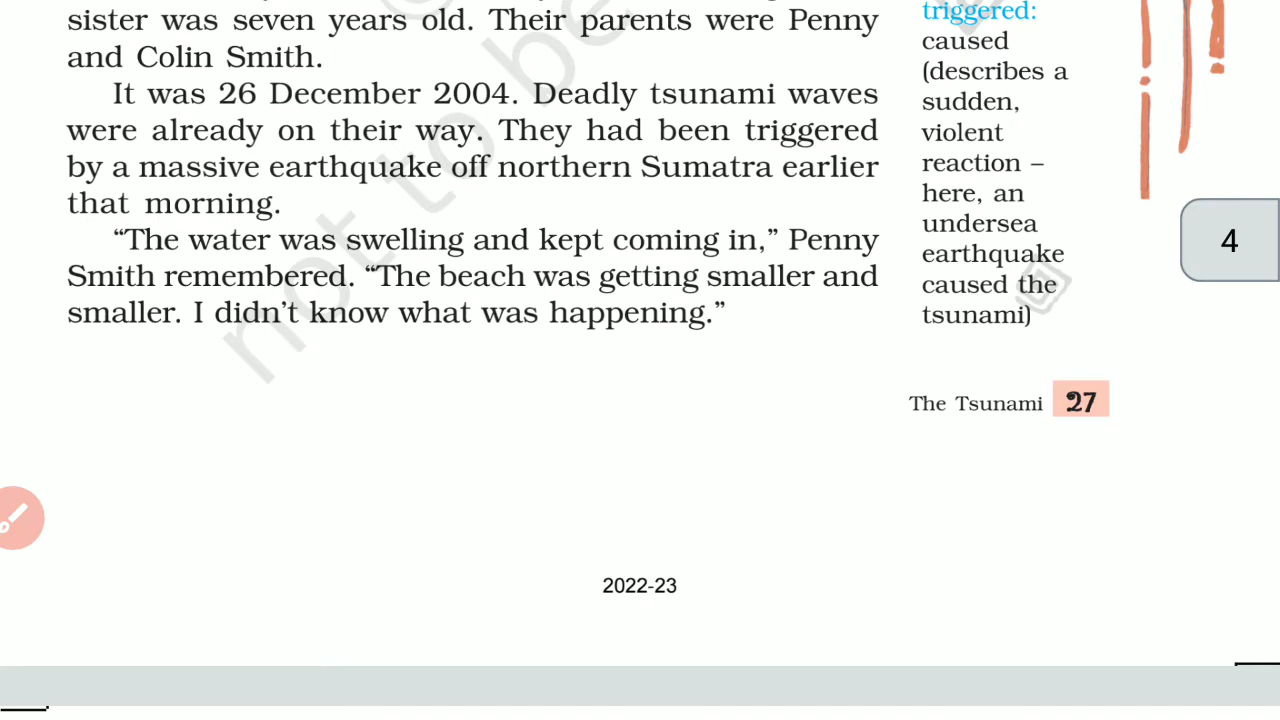 sister was seven years old. Their parents were Penny
and Colin Smith.
It was 26 December 2004. Deadly tsunami waves
were already on their way. They had been triggered
by a massive earthquake off northern Sumatra earlier
that morning.
“The water was swelling and kept coming in,” Penny
Smith remembered. “The beach was getting smaller and
smaller. I didn’t know what was happening.”
triggered:
caused
(describes a
sudden,
violent
reaction –
here, an
undersea
earthquake
caused the
tsunami)
4
The Tsunami 27
not to be
2022-23